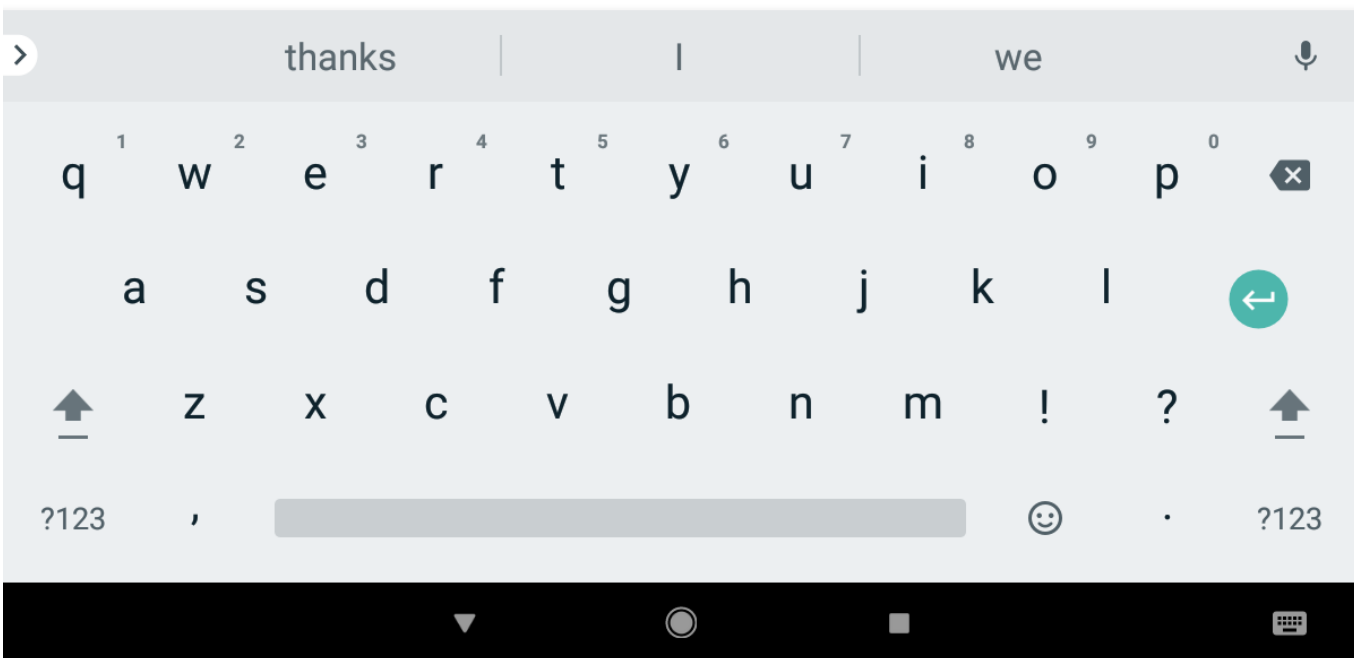 thanks I we
1 2 3 4 5 6 7 8 9 0
q w e r t y u i o p
a s d f g h j k l
z x c v b n m ! ?
?123 , . ?123